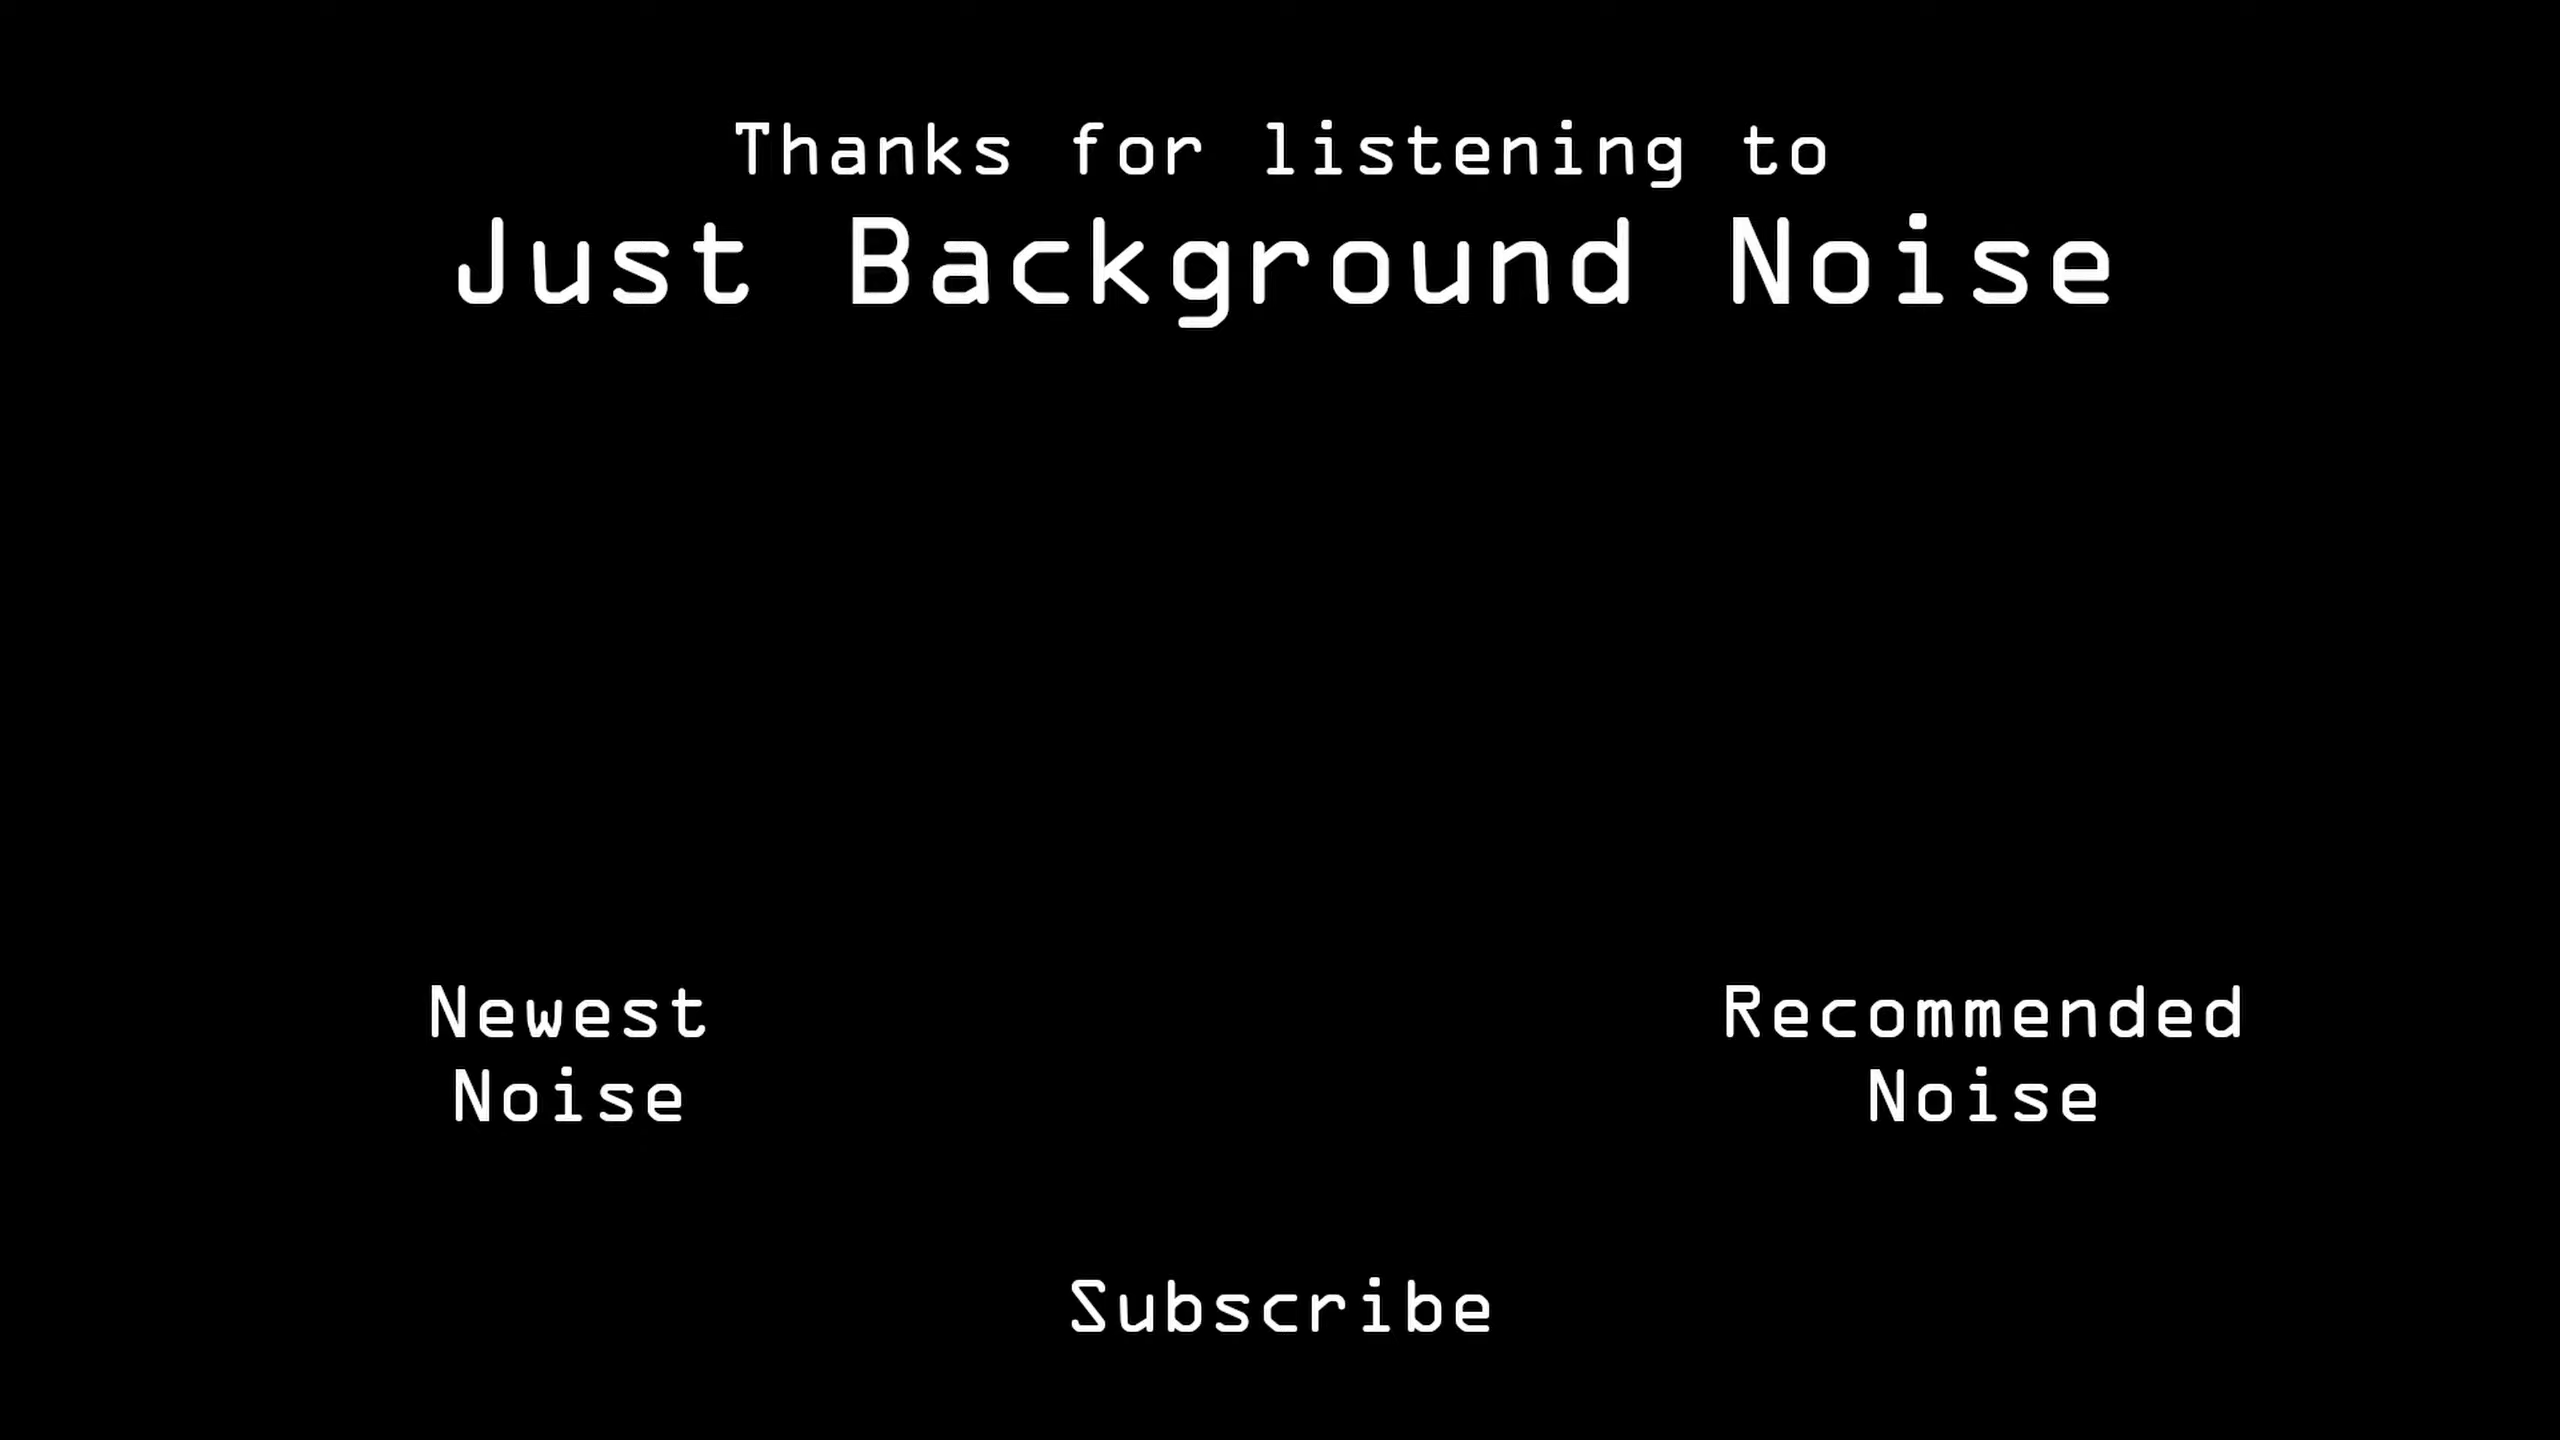 Thanks for listening to
Just Background Noise
Newest
Noise
Recommended
Noise
Subscribe